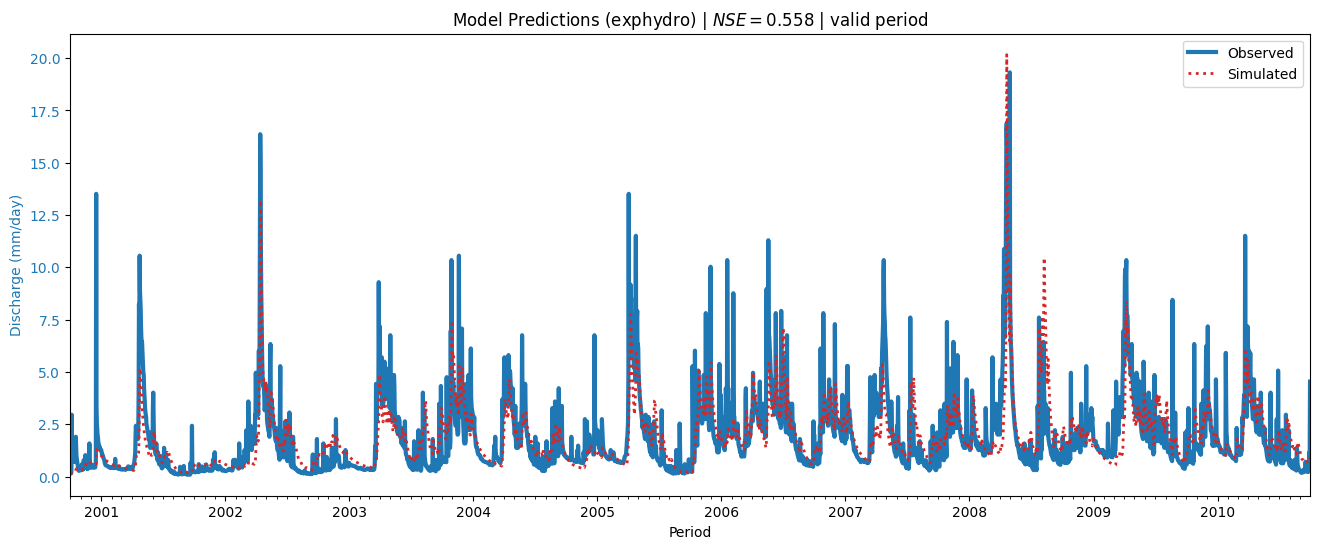 Model Predictions (exphydro) | NSE = 0.558 | valid period
Observed
Simulated
Discharge (mm/day)
20.0
17.5
15.0
12.5
10.0
7.5
5.0
2.5
0.0
2001 2002 2003 2004 2005 2006 2007 2008 2009 2010
Period